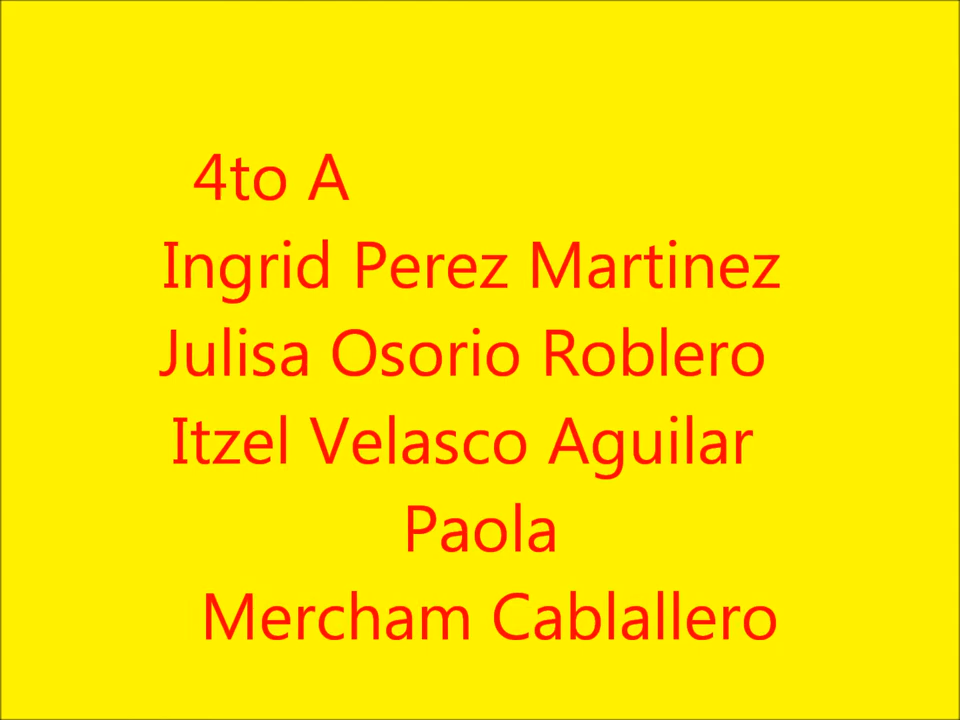 4to A
Ingrid Perez Martinez
Julisa Osorio Roblero
Itzel Velasco Aguilar
Paola
Mercham Cablallero